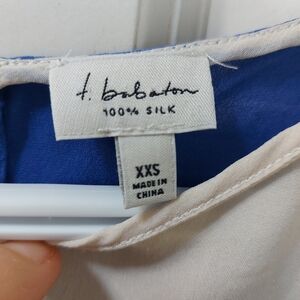 t. babaton
100% SILK
XXS
MADE IN
CHINA